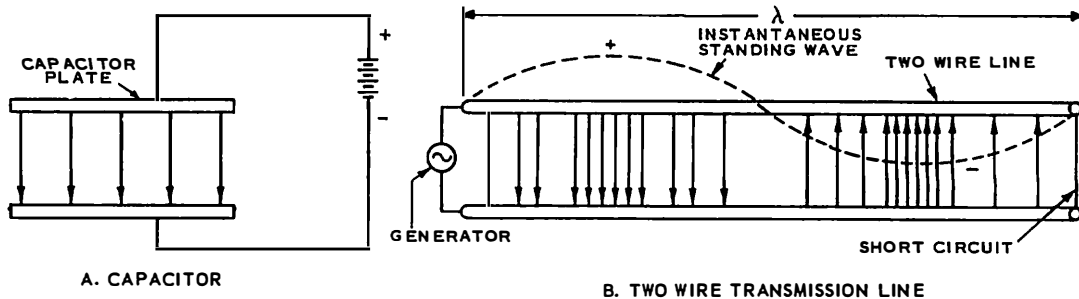 CAPACITOR
PLATE
+
−
A. CAPACITOR
λ
INSTANTANEOUS
STANDING WAVE
+
TWO WIRE LINE
−
GENERATOR
SHORT CIRCUIT
B. TWO WIRE TRANSMISSION LINE